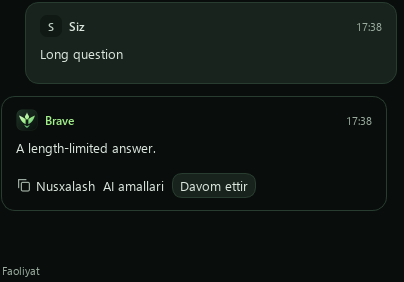 S Siz 17:38
Long question
Brave 17:38
A length-limited answer.
Nusxalash AI amallari Davom ettir
Faoliyat